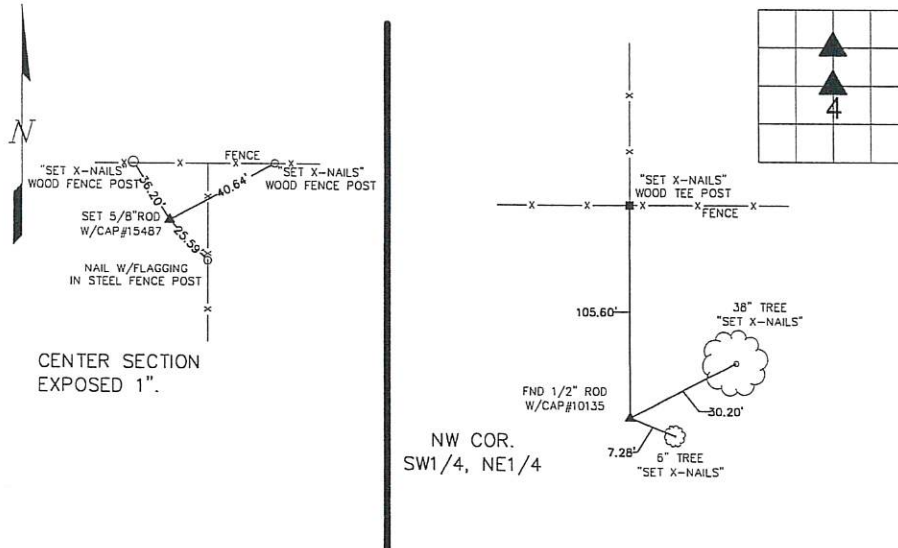 N
"SET X-NAILS"
WOOD FENCE POST
FENCE
"SET X-NAILS"
WOOD FENCE POST
36.20'
40.64'
SET 5/8"ROD
W/CAP#15487
25.59'
NAIL W/FLAGGING
IN STEEL FENCE POST
CENTER SECTION
EXPOSED 1".
"SET X-NAILS"
WOOD TEE POST
FENCE
105.60'
38" TREE
"SET X-NAILS"
FND 1/2" ROD
W/CAP#10135
30.20'
7.28'
6" TREE
"SET X-NAILS"
NW COR.
SW1/4, NE1/4
4